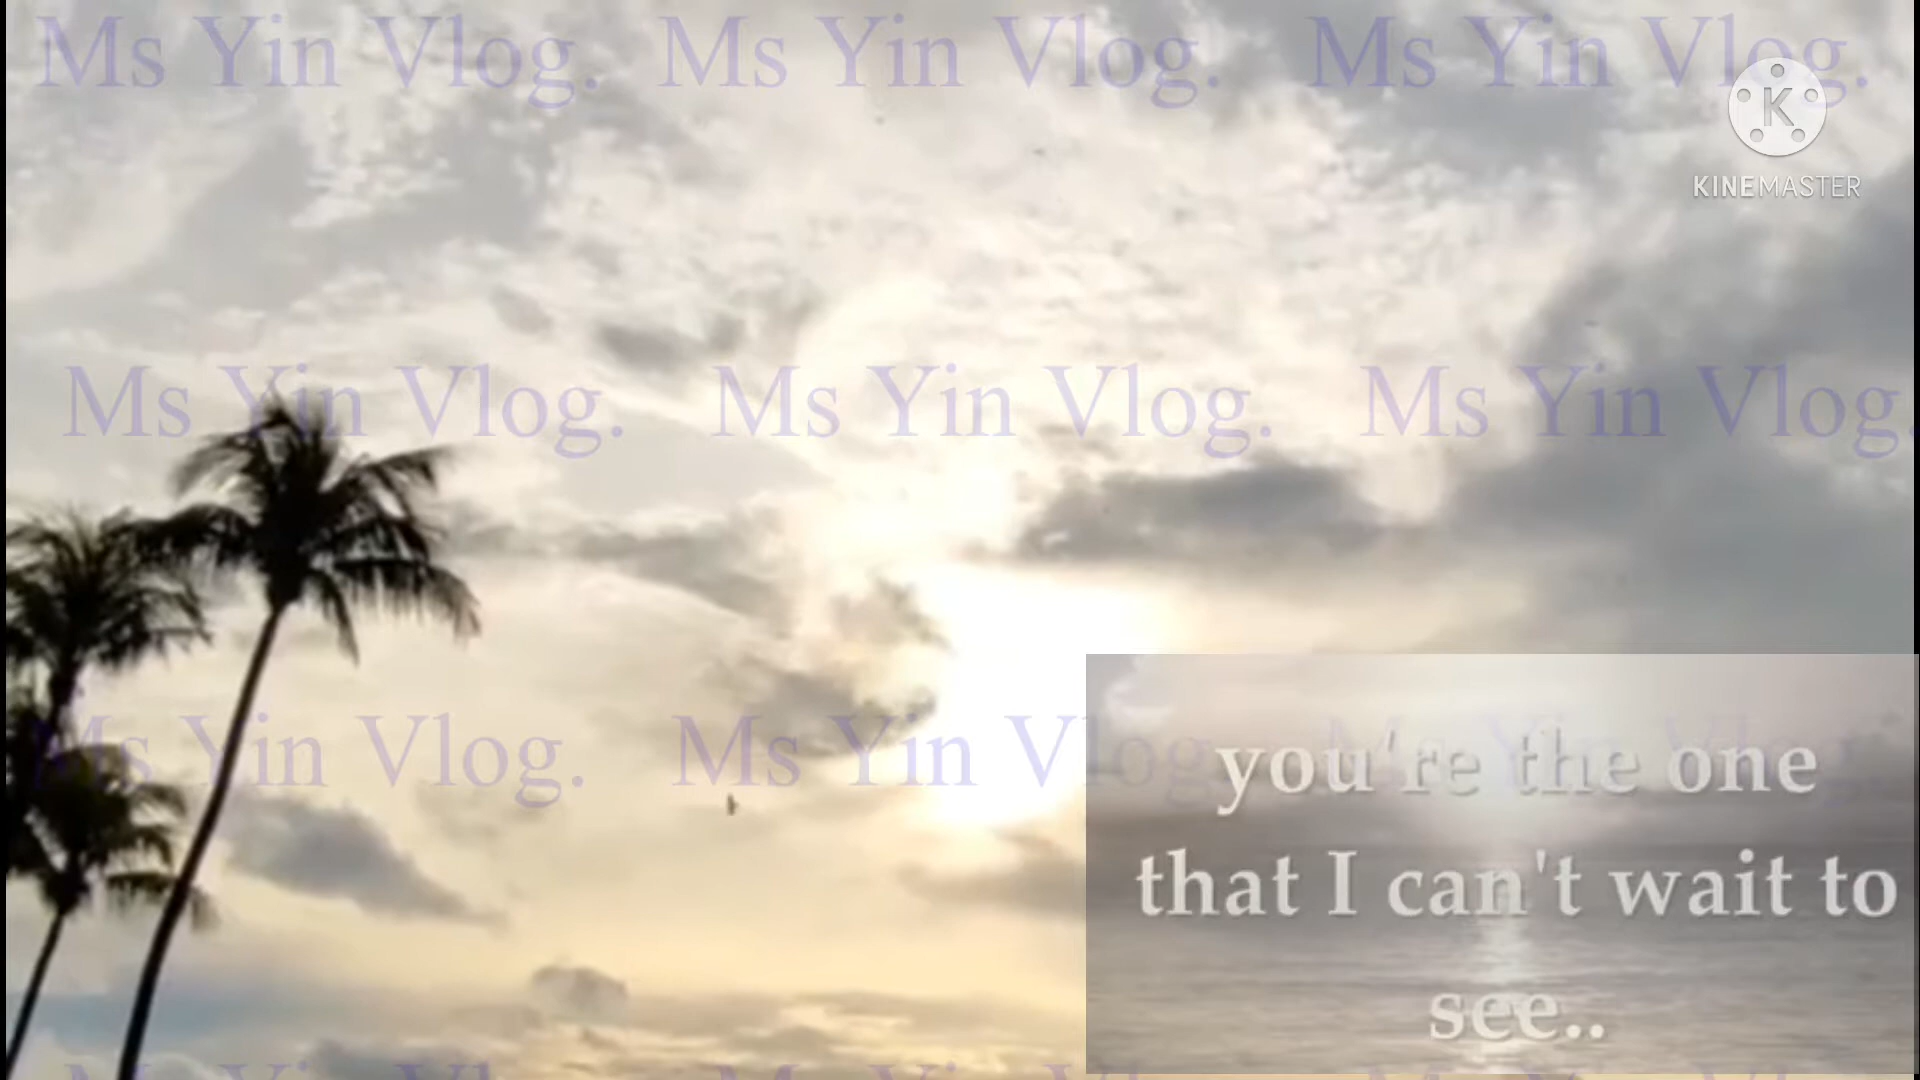 Ms Yin Vlog. Ms Yin Vlog. Ms Yin Vlog.
K
KINEMASTER
Ms Yin Vlog. Ms Yin Vlog. Ms Yin Vlog.
Ms Yin Vlog. Ms Yin Vlog.
you're the one
that I can't wait to
see..